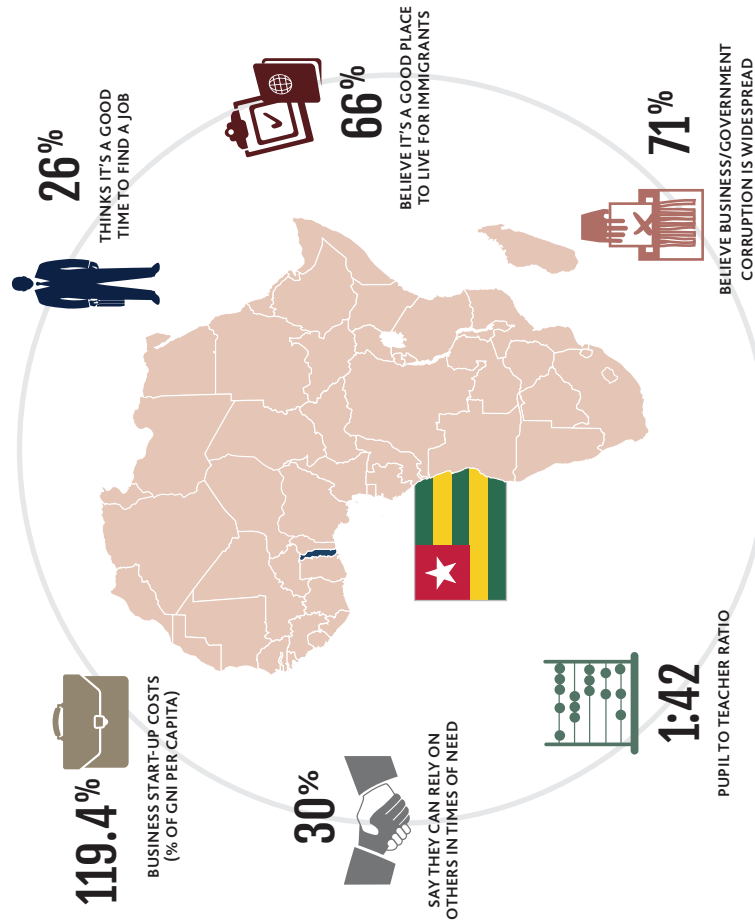 119.4%
BUSINESS START-UP COSTS
(% OF GNI PER CAPITA)
26%
THINKS IT'S A GOOD
TIME TO FIND A JOB
30%
SAY THEY CAN RELY ON
OTHERS IN TIMES OF NEED
66%
BELIEVE IT'S A GOOD PLACE
TO LIVE FOR IMMIGRANTS
1:42
PUPIL TO TEACHER RATIO
71%
BELIEVE BUSINESS/GOVERNMENT
CORRUPTION IS WIDESPREAD